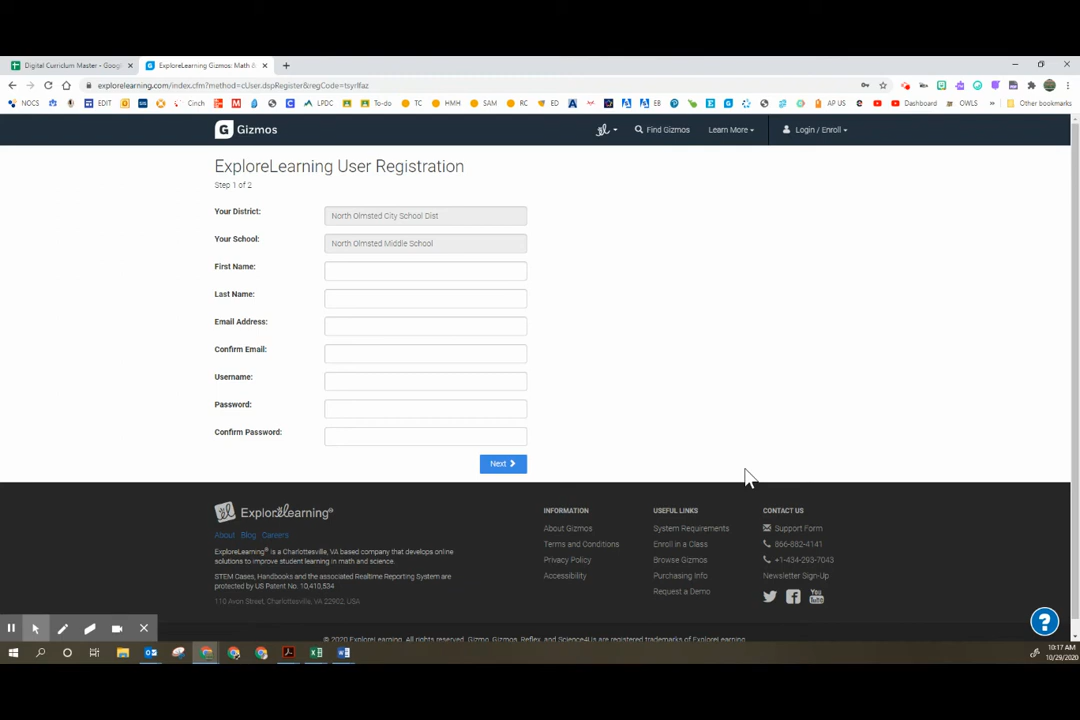 Digital Curriclum Master - Googl
ExploreLearning Gizmos: Math &
explorelearning.com/index.cfm?method=cUser.dspRegister&regCode=tsyrlfaz
NOCS EDIT Cinch LPDC To-do TC HMH SAM RC ED E8 AP US Dashboard OWLS Other bookmarks
Gizmos
Find Gizmos Learn More Login / Enroll
ExploreLearning User Registration
Step 1 of 2
Your District: North Olmsted City School Dist
Your School: North Olmsted Middle School
First Name:
Last Name:
Email Address:
Confirm Email:
Username:
Password:
Confirm Password:
Next
ExploreLearning®
About Blog Careers
ExploreLearning® is a Charlottesville, VA based company that develops online
solutions to improve student learning in math and science.
STEM Cases, Handbooks and the associated Realtime Reporting System are
protected by US Patent No. 10,410,534
110 Avon Street, Charlottesville, VA 22902, USA
INFORMATION
About Gizmos
Terms and Conditions
Privacy Policy
Accessibility
USEFUL LINKS
System Requirements
Enroll in a Class
Browse Gizmos
Purchasing Info
Request a Demo
CONTACT US
Support Form
866-882-4141
+1-434-293-7043
Newsletter Sign-Up
© 2020 ExploreLearning. All rights reserved. Gizmo, Gizmos, Reflex, and Science4Us are registered trademarks of ExploreLearning
10:17 AM
10/29/2020